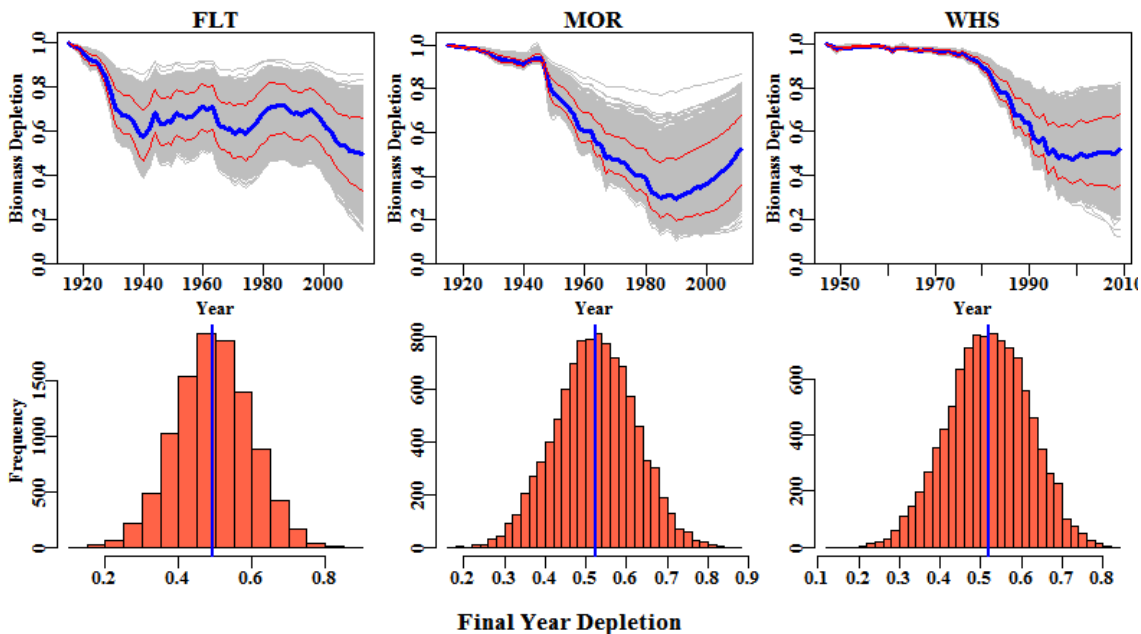 FLT
MOR
WHS
Biomass Depletion
0.0 0.2 0.4 0.6 0.8 1.0
1920 1940 1960 1980 2000
Year
Biomass Depletion
0.0 0.2 0.4 0.6 0.8 1.0
1920 1940 1960 1980 2000
Year
Biomass Depletion
0.0 0.2 0.4 0.6 0.8 1.0
1950 1970 1990 2010
Year
Frequency
0 500 1000 1500
0.2 0.4 0.6 0.8
0 200 400 600 800
0.2 0.3 0.4 0.5 0.6 0.7 0.8 0.9
0 200 400 600
0.1 0.2 0.3 0.4 0.5 0.6 0.7 0.8
Final Year Depletion